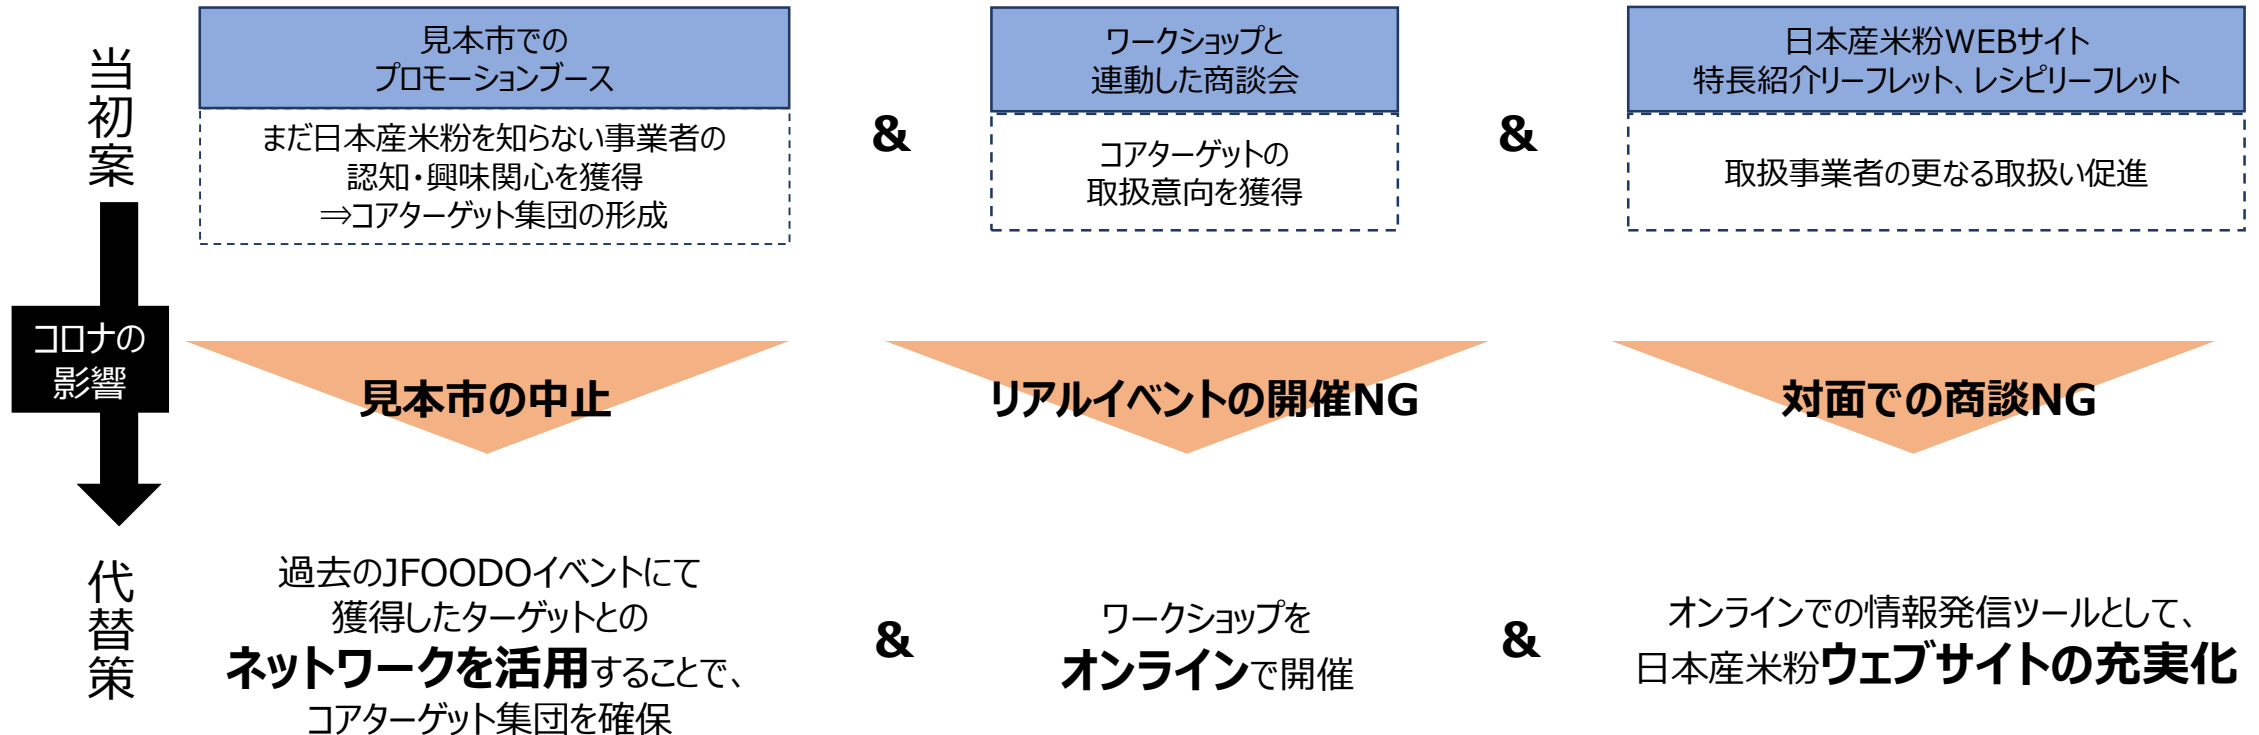 当初案
見本市での
プロモーションブース
まだ日本産米粉を知らない事業者の
認知・興味関心を獲得
⇒コアターゲット集団の形成
&
ワークショップと
連動した商談会
コアターゲットの
取扱意向を獲得
&
日本産米粉WEBサイト
特長紹介リーフレット、レシピリーフレット
取扱事業者の更なる取扱い促進
コロナの
影響
見本市の中止
リアルイベントの開催NG
対面での商談NG
代替策
過去のJFOODOイベントにて
獲得したターゲットとの
ネットワークを活用することで、
コアターゲット集団を確保
&
ワークショップを
オンラインで開催
&
オンラインでの情報発信ツールとして、
日本産米粉ウェブサイトの充実化